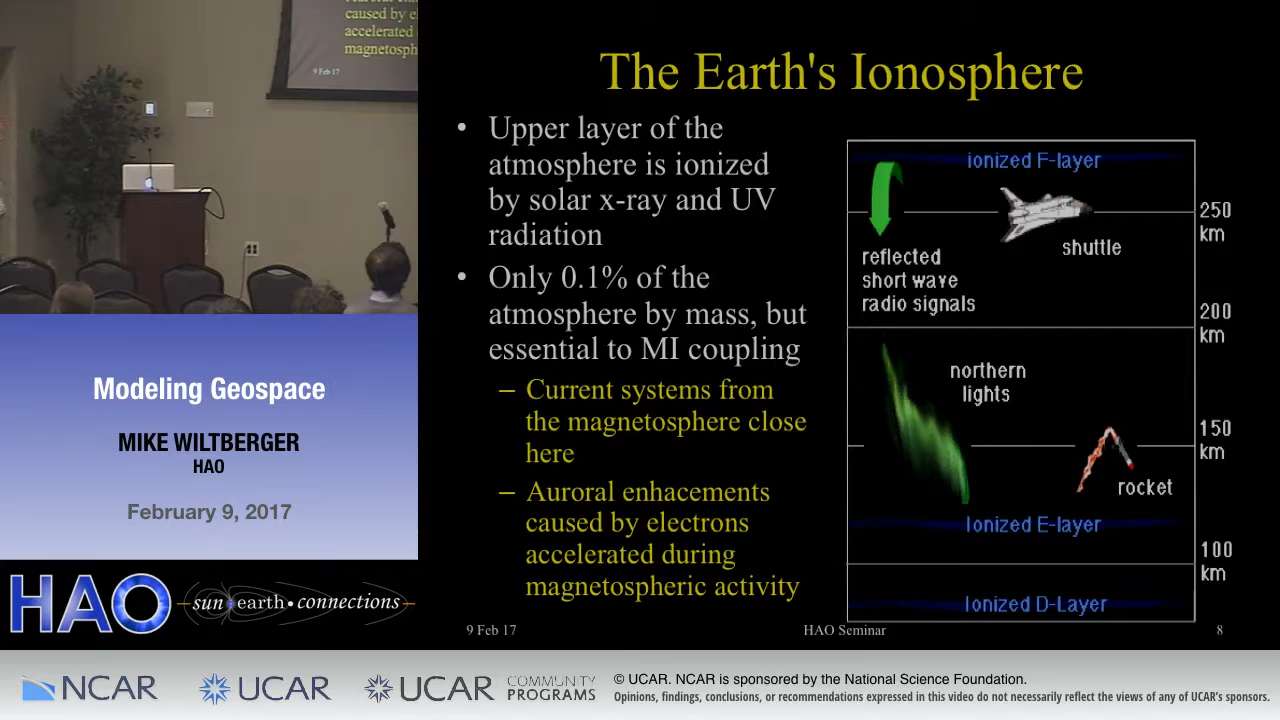 caused by e
accelerated
magnetosph
9 Feb 17
The Earth's Ionosphere
• Upper layer of the
atmosphere is ionized
by solar x-ray and UV
radiation
• Only 0.1% of the
atmosphere by mass, but
essential to MI coupling
– Current systems from
the magnetosphere close
here
– Auroral enhacements
caused by electrons
accelerated during
magnetospheric activity
ionized F-layer
250
km
shuttle
reflected
short wave
radio signals
200
km
northern
lights
150
km
rocket
Ionized E-layer
100
km
Ionized D-Layer
9 Feb 17
HAO Seminar
8
Modeling Geospace
MIKE WILTBERGER
HAO
February 9, 2017
HAO
sun earth • connections
NCAR
UCAR
UCAR
COMMUNITY
PROGRAMS
© UCAR. NCAR is sponsored by the National Science Foundation.
Opinions, findings, conclusions, or recommendations expressed in this video do not necessarily reflect the views of any of UCAR's sponsors.